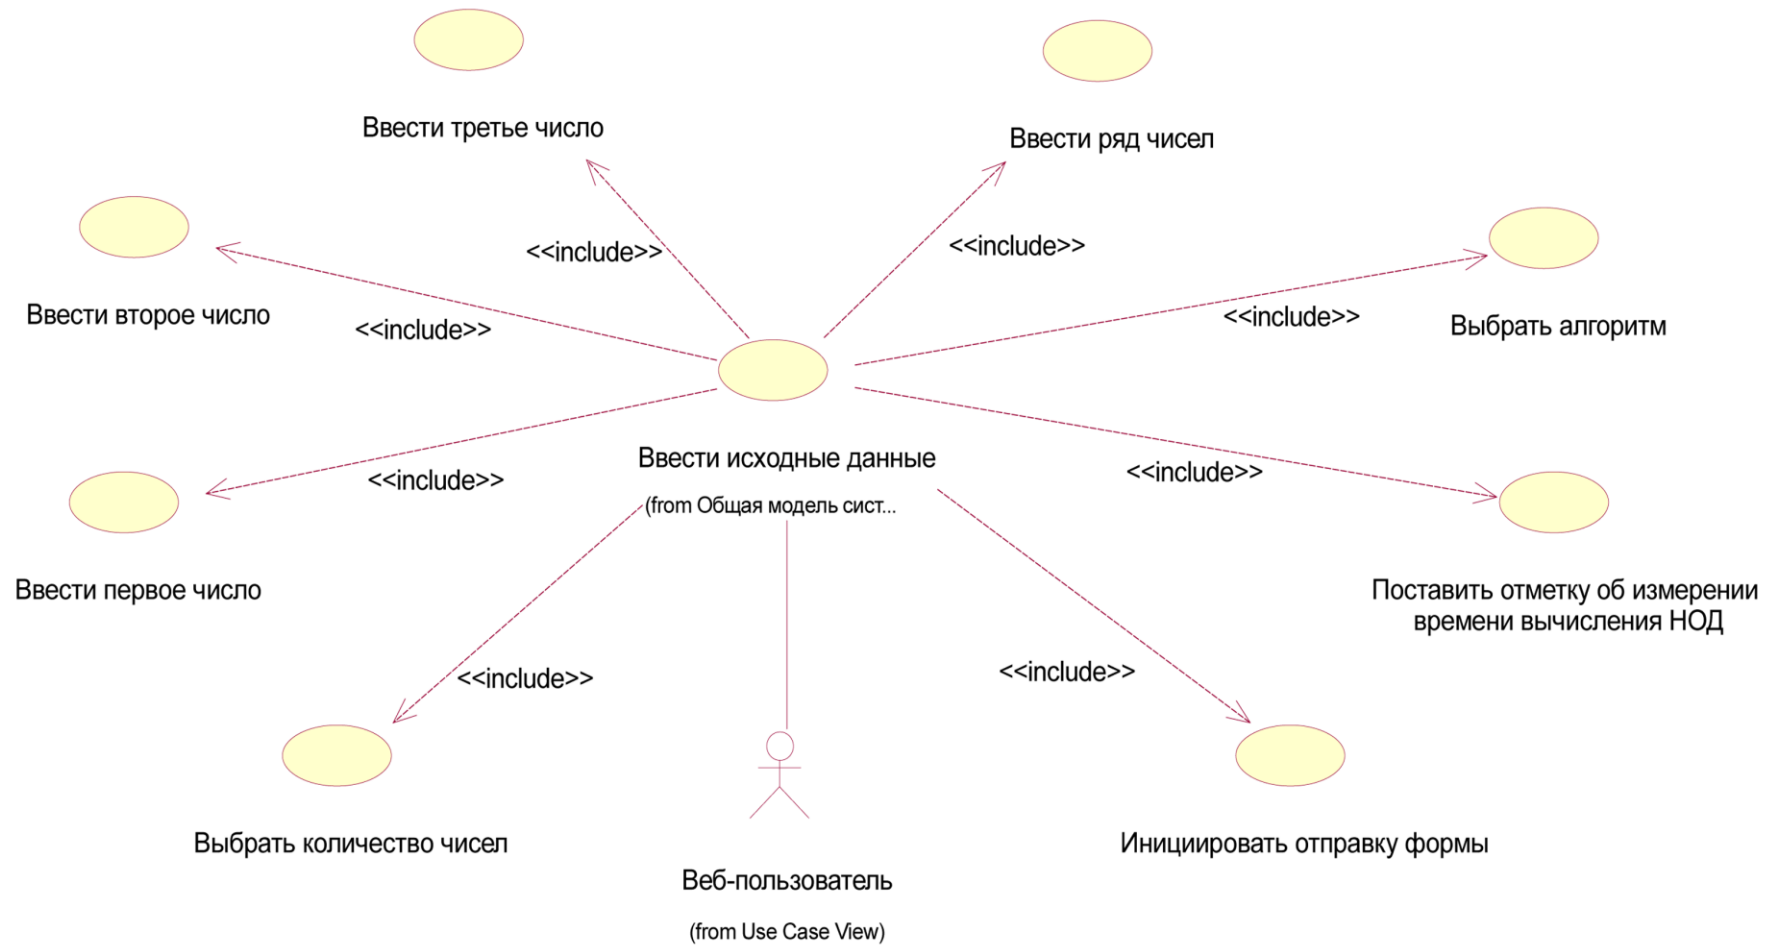 Ввести третье число
Ввести ряд чисел
<<include>>
<<include>>
Ввести второе число
<<include>>
<<include>>
Выбрать алгоритм
Ввести исходные данные
(from Общая модель сист...
<<include>>
<<include>>
Ввести первое число
Поставить отметку об измерении
времени вычисления НОД
<<include>>
<<include>>
Выбрать количество чисел
Инициировать отправку формы
Веб-пользователь
(from Use Case View)